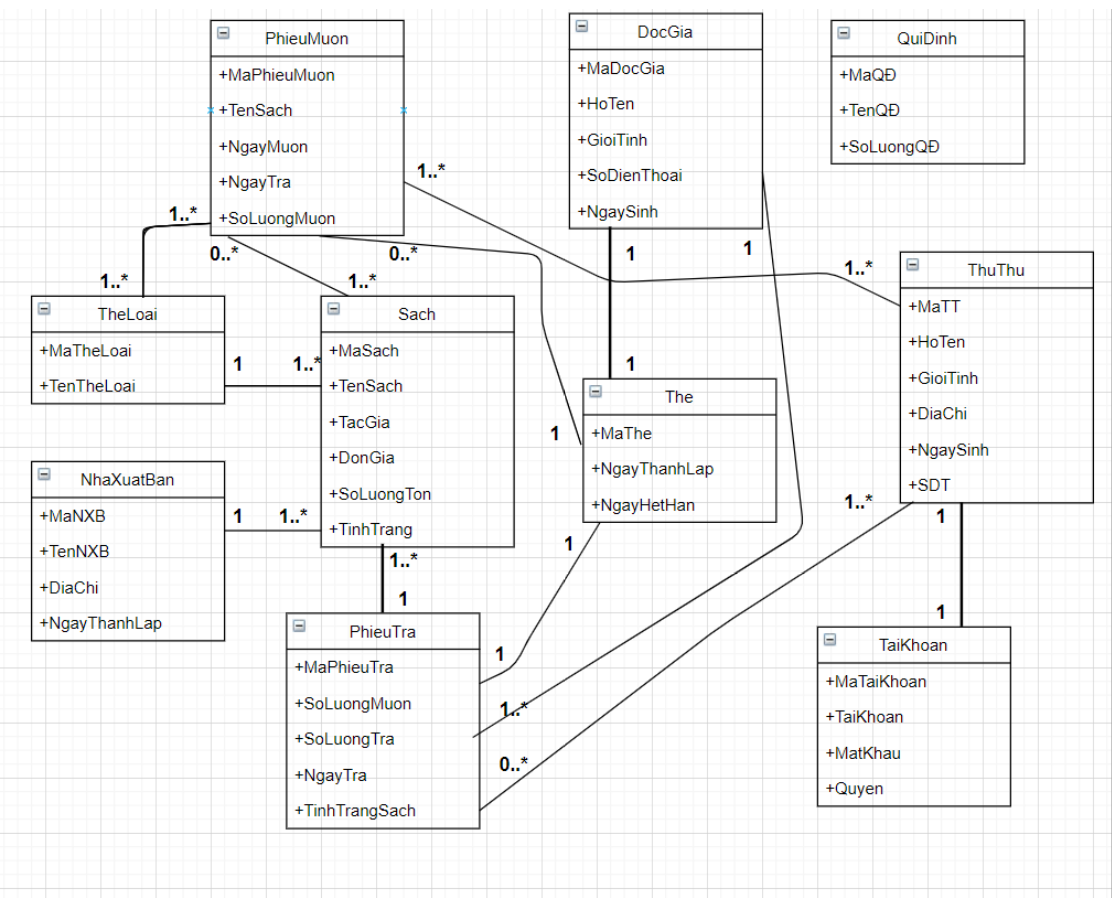 PhieuMuon
+MaPhieuMuon
+TenSach
+NgayMuon
+NgayTra
+SoLuongMuon
DocGia
+MaDocGia
+HoTen
+GioiTinh
+SoDienThoai
+NgaySinh
QuiDinh
+MaQĐ
+TenQĐ
+SoLuongQĐ
1..*
1..*
0..*
0..*
1
1
1..*
1..*
1..*
TheLoai
+MaTheLoai
+TenTheLoai
1
1..*
Sach
+MaSach
+TenSach
+TacGia
+DonGia
+SoLuongTon
+TinhTrang
ThuThu
+MaTT
+HoTen
+GioiTinh
+DiaChi
+NgaySinh
+SDT
1
1
The
+MaThe
+NgayThanhLap
+NgayHetHan
NhaXuatBan
+MaNXB
+TenNXB
+DiaChi
+NgayThanhLap
1
1..*
1..*
1
1
1..*
1
PhieuTra
+MaPhieuTra
+SoLuongMuon
+SoLuongTra
+NgayTra
+TinhTrangSach
1
1..*
0..*
1
TaiKhoan
+MaTaiKhoan
+TaiKhoan
+MatKhau
+Quyen